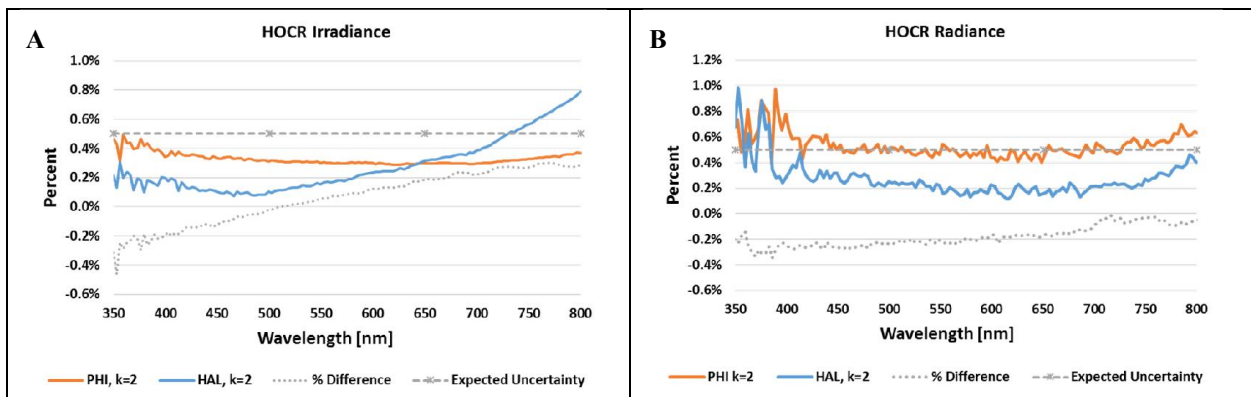 A
HOCR Irradiance
1.0%
0.8%
0.6%
0.4%
0.2%
0.0%
-0.2%
-0.4%
-0.6%
Percent
350 400 450 500 550 600 650 700 750 800
Wavelength [nm]
PHI, k=2 HAL, k=2 % Difference Expected Uncertainty
B
HOCR Radiance
1.2%
1.0%
0.8%
0.6%
0.4%
0.2%
0.0%
-0.2%
-0.4%
-0.6%
Percent
350 400 450 500 550 600 650 700 750 800
Wavelength [nm]
PHI k=2 HAL, k=2 % Difference Expected Uncertainty